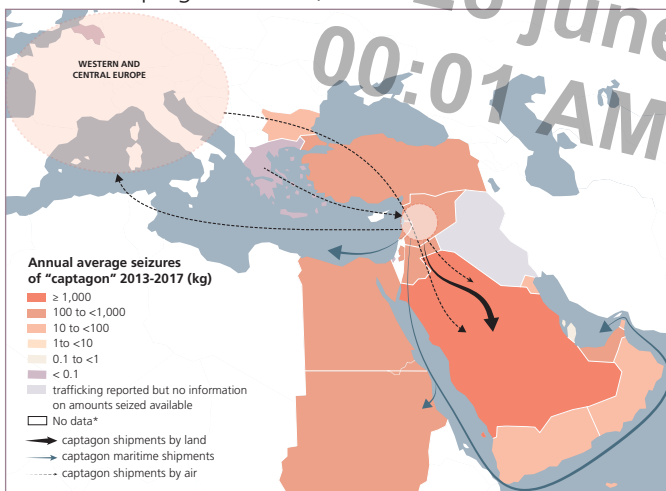 26 june
00:01 AM
WESTERN AND
CENTRAL EUROPE
Annual average seizures
of “captagon” 2013-2017 (kg)
≥ 1,000
100 to <1,000
10 to <100
1to <10
0.1 to <1
< 0.1
trafficking reported but no information
on amounts seized available
No data*
captagon shipments by land
captagon maritime shipments
captagon shipments by air